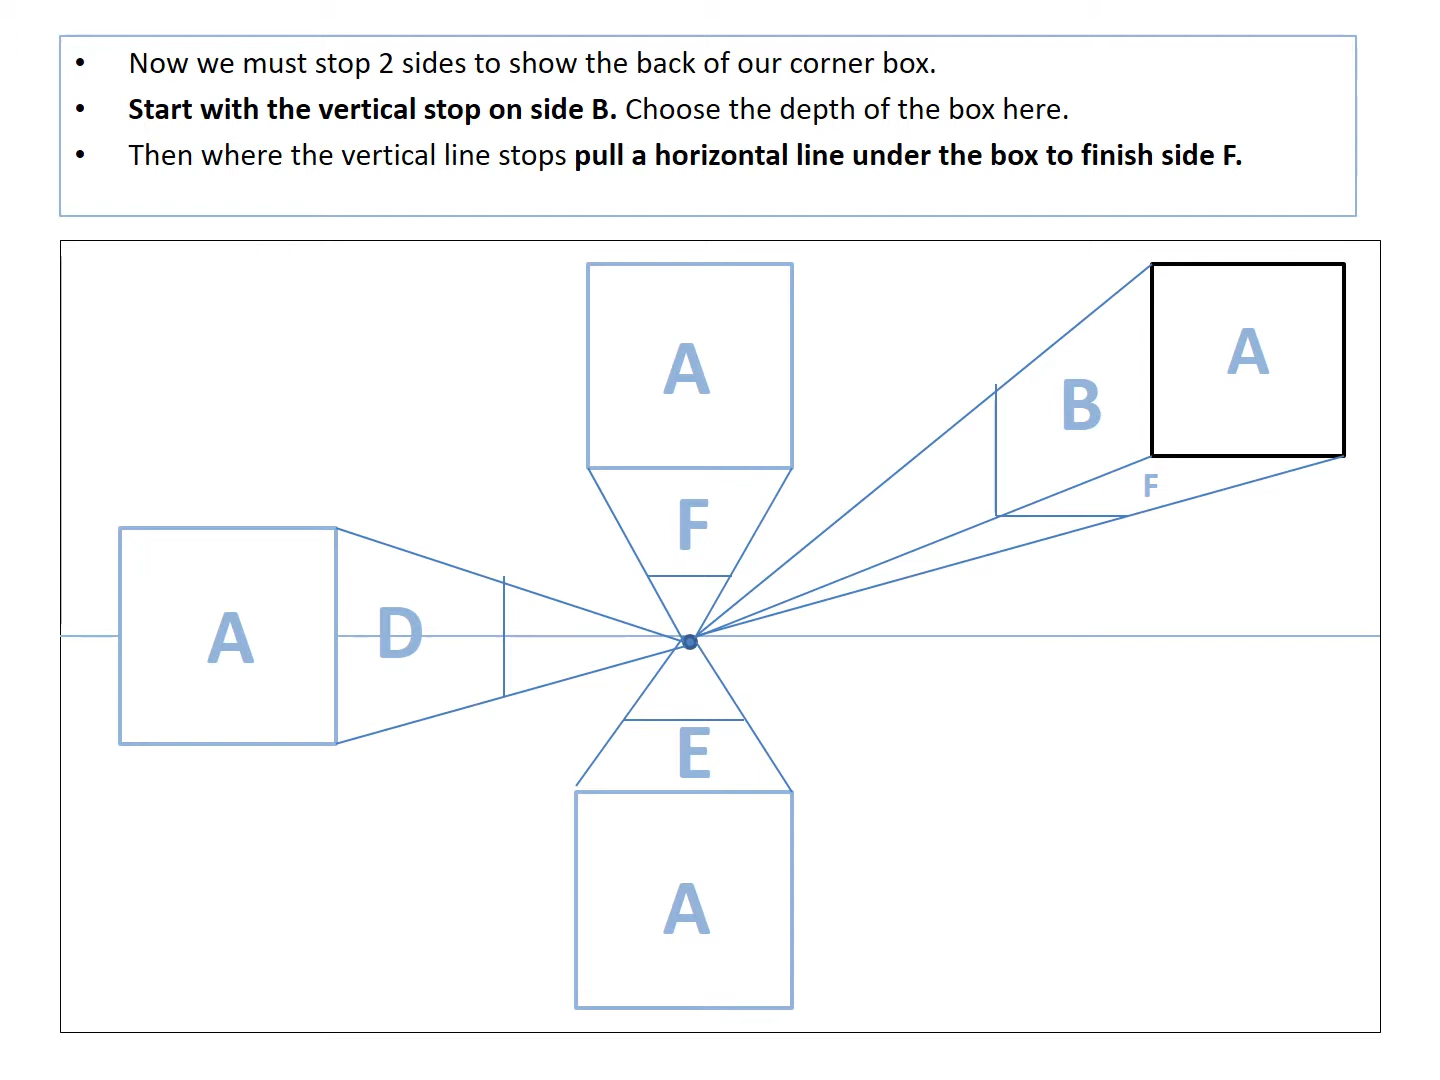 • Now we must stop 2 sides to show the back of our corner box.
• Start with the vertical stop on side B. Choose the depth of the box here.
• Then where the vertical line stops pull a horizontal line under the box to finish side F.
A
A
B
F
F
A
D
E
A